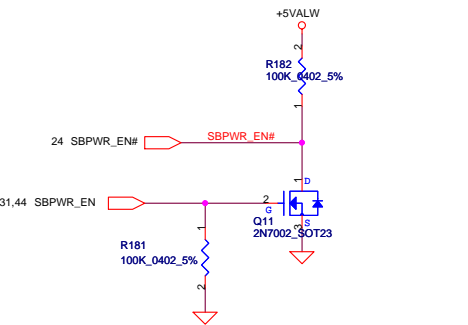 +5VALW
2
R182
100K_0402_5%
1
24 SBPWR_EN#
SBPWR_EN#
1
D
31,44 SBPWR_EN
2
G
Q11
S
2N7002_SOT23
3
1
R181
100K_0402_5%
2